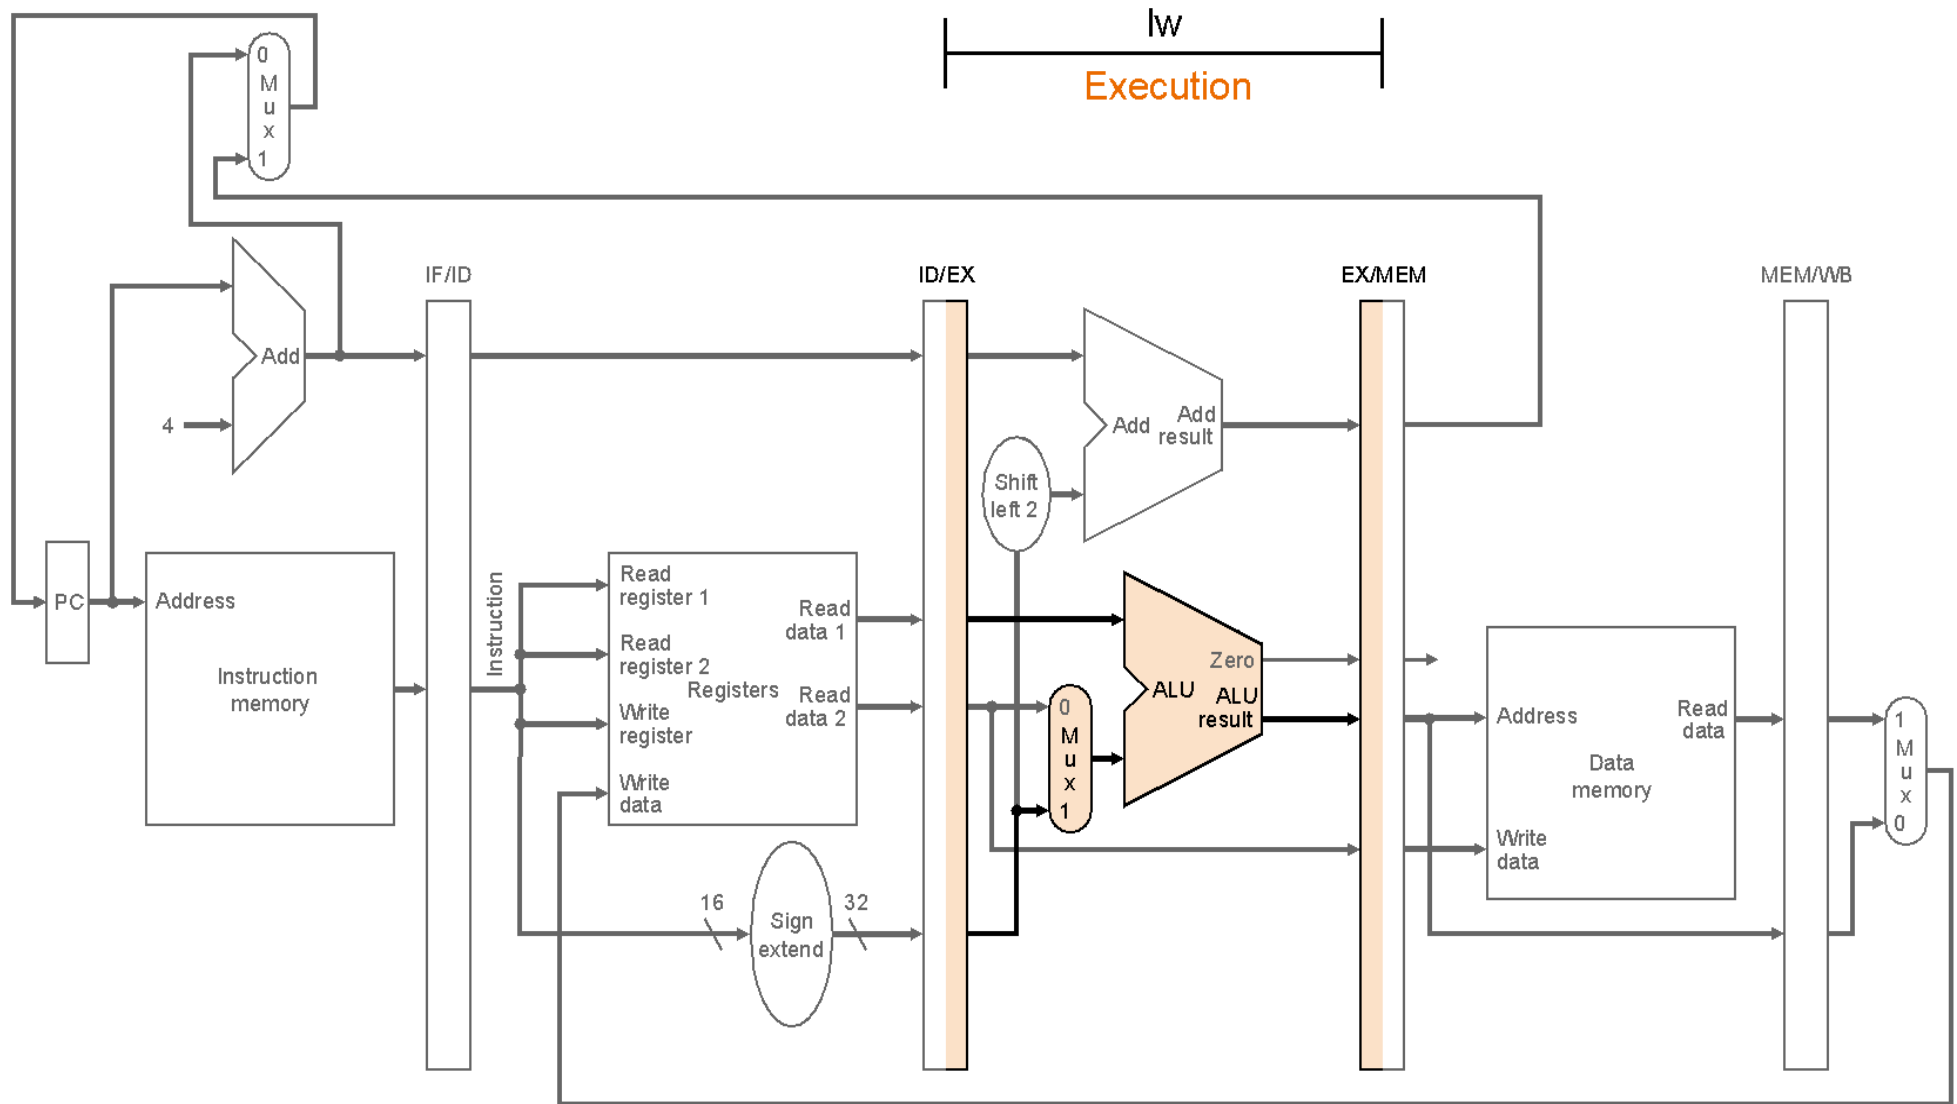 lw
Execution
0
M
u
x
1
IF/ID
ID/EX
EX/MEM
MEM/WB
Add
4
Add
Add
result
Shift
left 2
PC
Address
Instruction
memory
Instruction
Read
register 1
Read
register 2
Write
register
Write
data
Registers
Read
data 1
Read
data 2
16
Sign
extend
32
0
M
u
x
1
Zero
ALU
ALU
result
Address
Write
data
Data
memory
Read
data
1
M
u
x
0